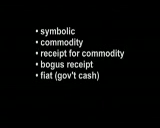 • symbolic
• commodity
• receipt for commodity
• bogus receipt
• fiat (gov't cash)